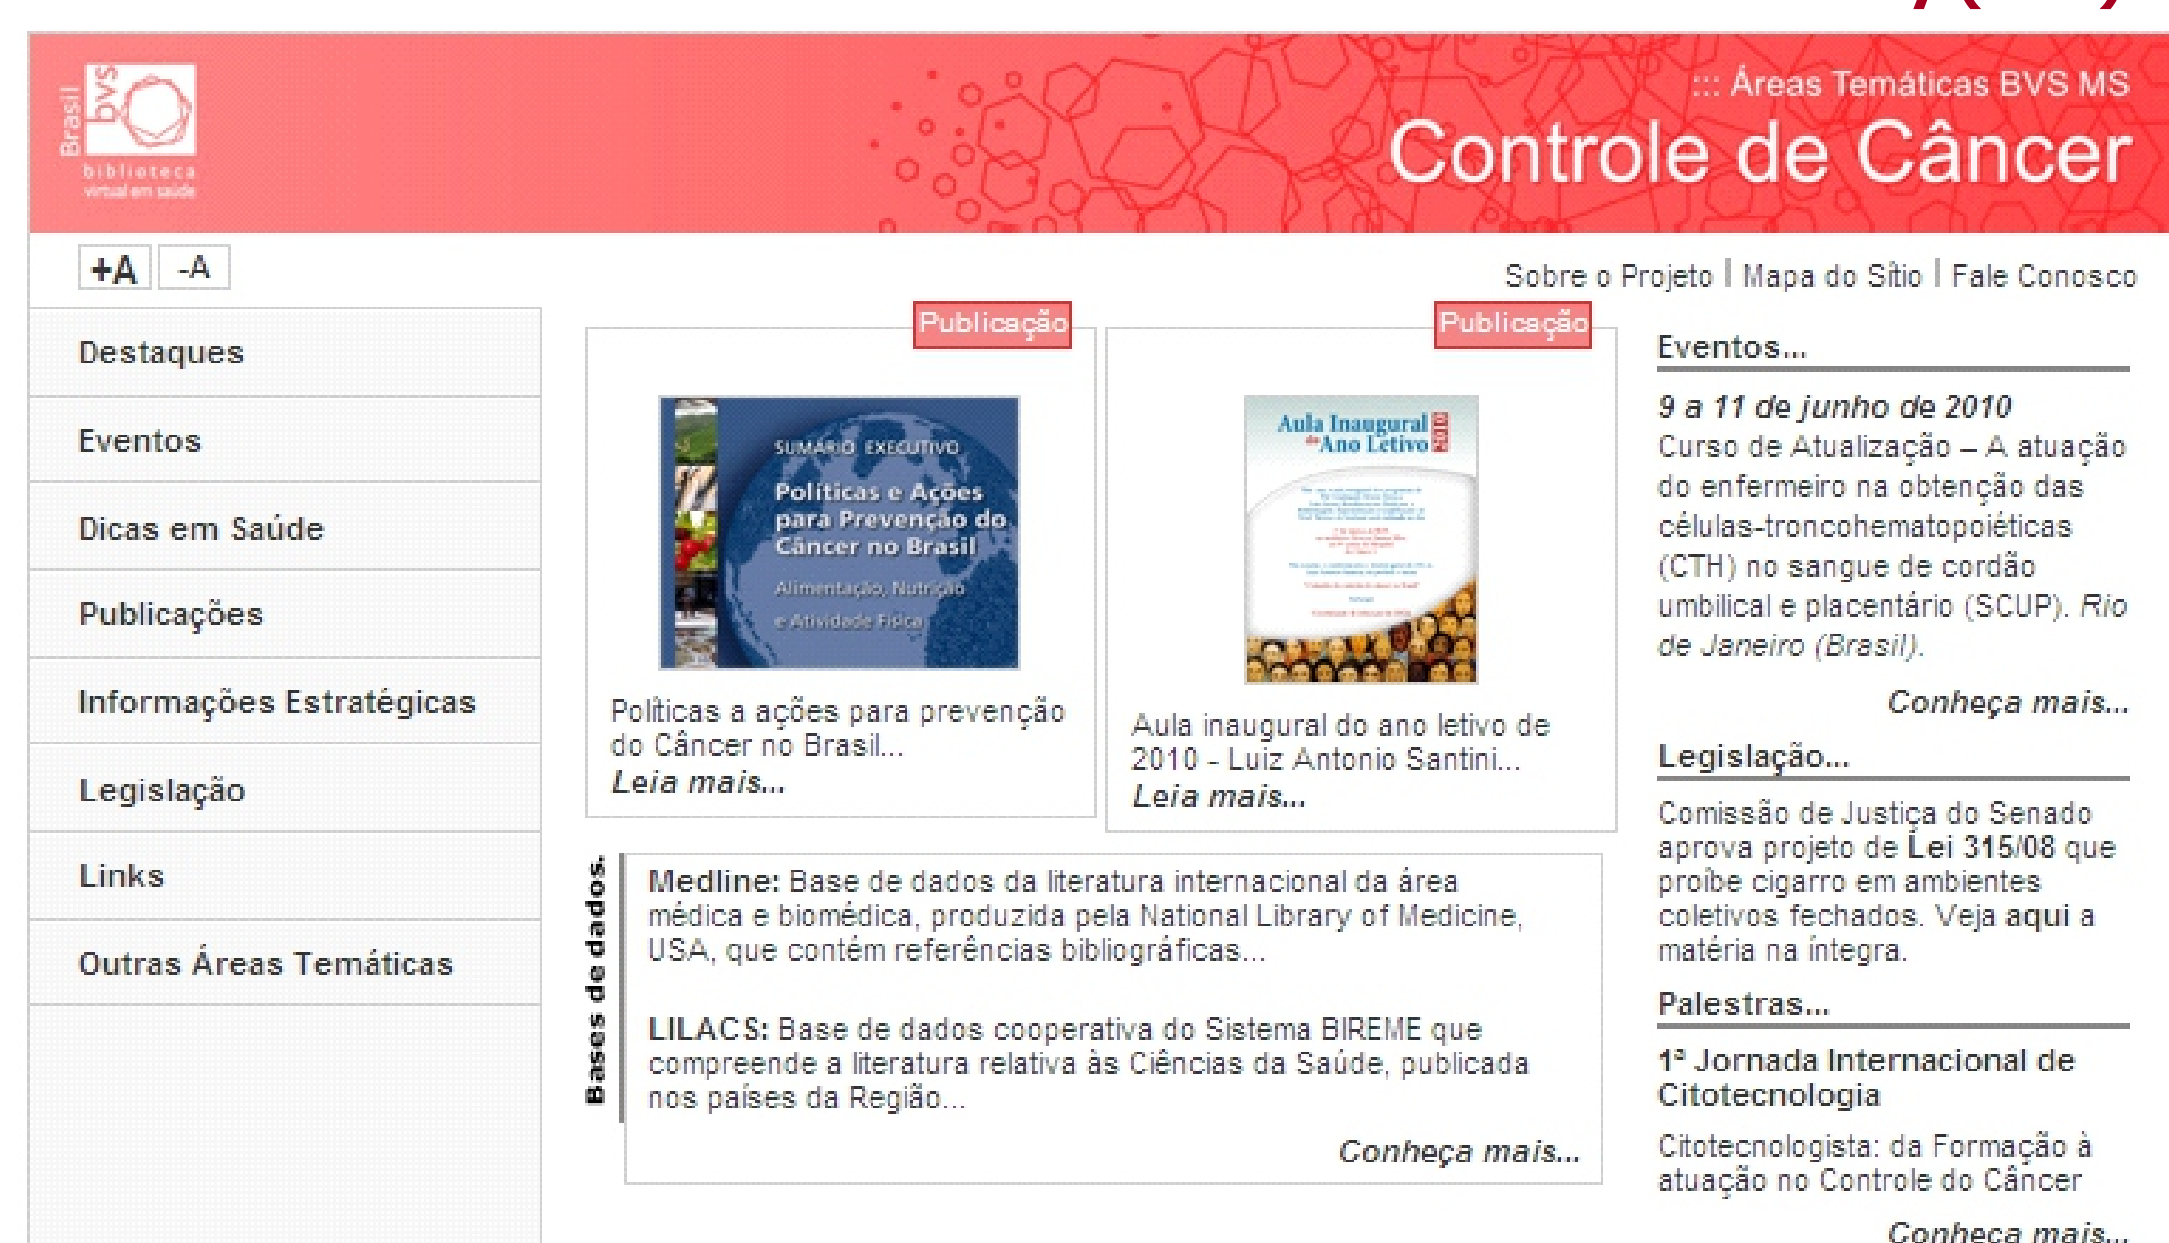 Brasil
bvs
biblioteca
virtual em saúde
::: Áreas Temáticas BVS MS
Controle de Câncer
+A -A
Sobre o Projeto | Mapa do Sítio | Fale Conosco
Destaques
Eventos
Dicas em Saúde
Publicações
Informações Estratégicas
Legislação
Links
Outras Áreas Temáticas
Publicação
SUMÁRIO EXECUTIVO
Políticas e Ações
para Prevenção do
Câncer no Brasil
Alimentação, Nutrição
e Atividade Física
Políticas a ações para prevenção
do Câncer no Brasil...
Leia mais...
Publicação
Aula Inaugural
do Ano Letivo
2010
Aula inaugural do ano letivo de
2010 - Luiz Antonio Santini...
Leia mais...
Bases de dados.
Medline: Base de dados da literatura internacional da área
médica e biomédica, produzida pela National Library of Medicine,
USA, que contém referências bibliográficas...
LILACS: Base de dados cooperativa do Sistema BIREME que
compreende a literatura relativa às Ciências da Saúde, publicada
nos países da Região...
Conheça mais...
Eventos...
9 a 11 de junho de 2010
Curso de Atualização – A atuação
do enfermeiro na obtenção das
células-troncohematopoiéticas
(CTH) no sangue de cordão
umbilical e placentário (SCUP). Rio
de Janeiro (Brasil).
Conheça mais...
Legislação...
Comissão de Justiça do Senado
aprova projeto de Lei 315/08 que
proíbe cigarro em ambientes
coletivos fechados. Veja aqui a
matéria na íntegra.
Palestras...
1ª Jornada Internacional de
Citotecnologia
Citotecnologista: da Formação à
atuação no Controle do Câncer
Conheça mais...